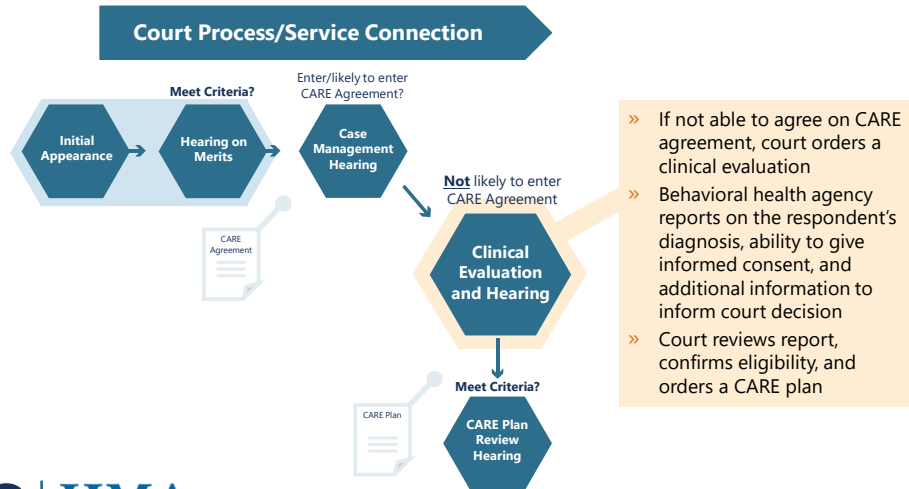 Court Process/Service Connection
Meet Criteria?
Enter/likely to enter
CARE Agreement?
Initial
Appearance
Hearing on
Merits
Case
Management
Hearing
CARE
Agreement
Not likely to enter
CARE Agreement
Clinical
Evaluation
and Hearing
» If not able to agree on CARE
agreement, court orders a
clinical evaluation
» Behavioral health agency
reports on the respondent's
diagnosis, ability to give
informed consent, and
additional information to
inform court decision
» Court reviews report,
confirms eligibility, and
orders a CARE plan
Meet Criteria?
CARE Plan
CARE Plan
Review
Hearing